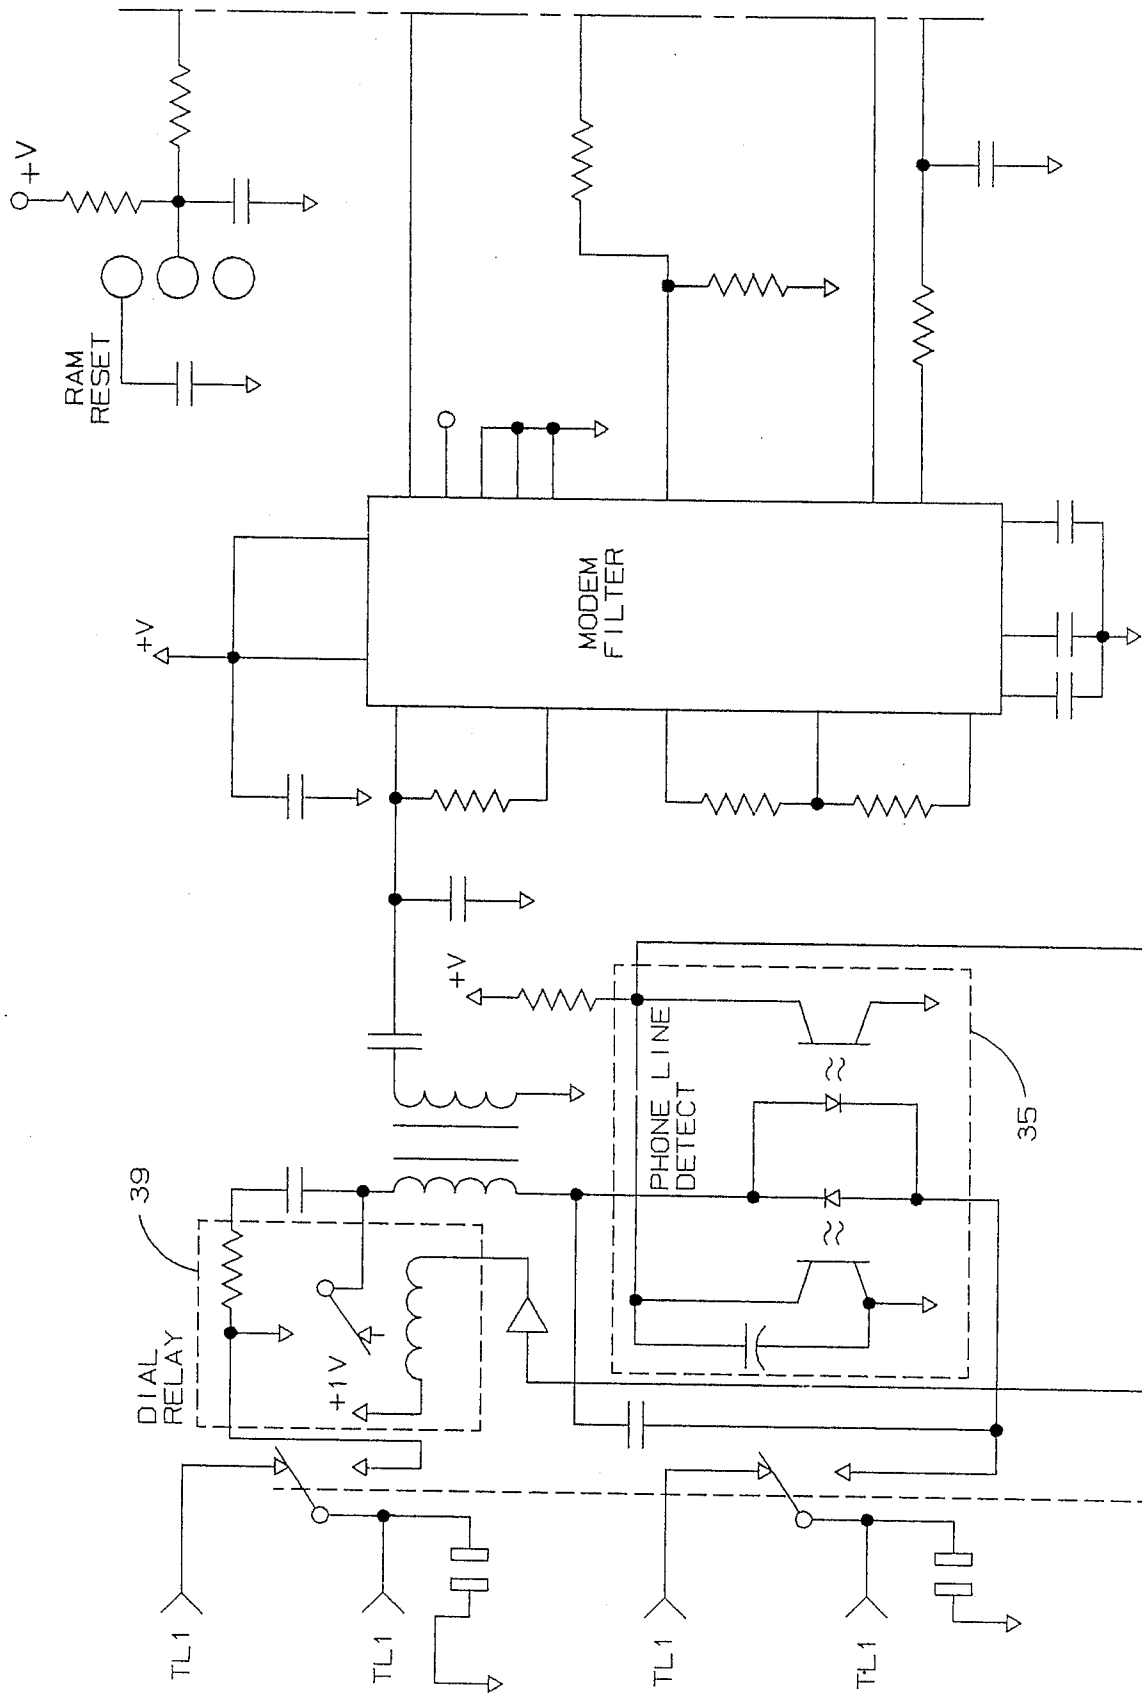 +V
RAM
RESET
+V
MODEM
FILTER
+V
PHONE LINE
DETECT
35
39
DIAL
RELAY
+1V
TL1
TL1
TL1
TL1